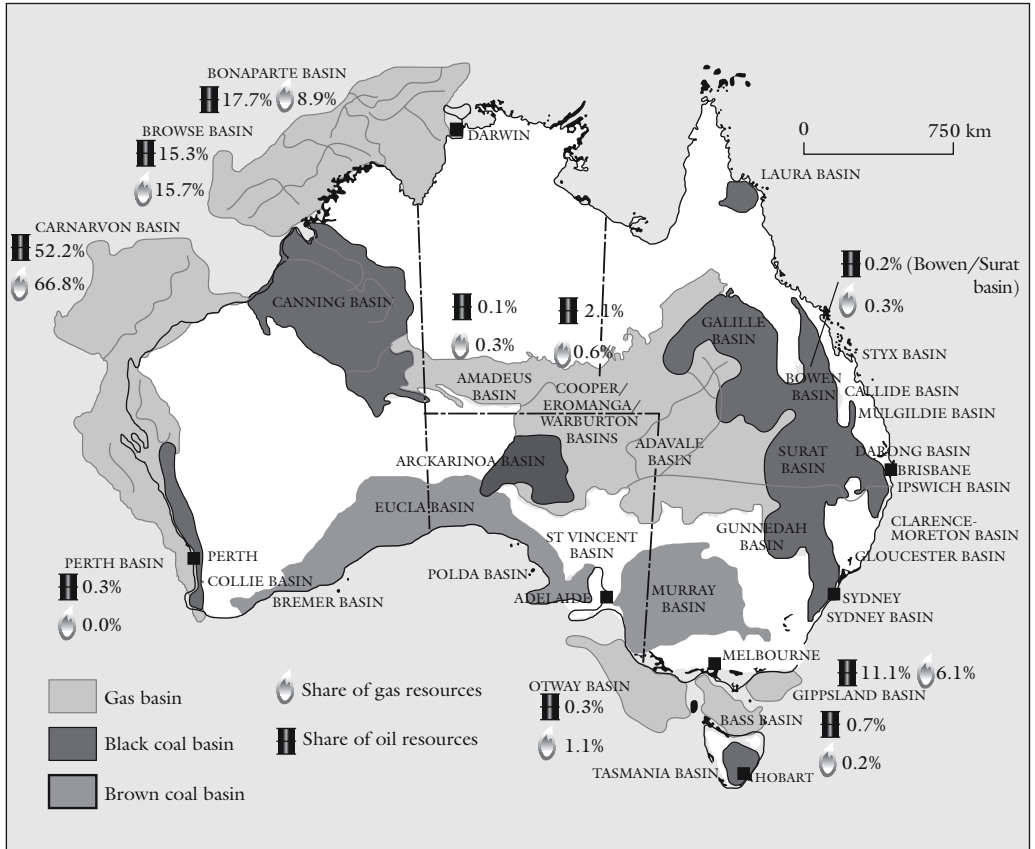 BONAPARTE BASIN
17.7% 8.9%
BROWSE BASIN
15.3%
15.7%
CARNARVON BASIN
52.2%
66.8%
DARWIN
0 750 km
LAURA BASIN
0.2% (Bowen/Surat
basin)
0.3%
CANNING BASIN
0.1%
0.3%
2.1%
0.6%
GALILLE
BASIN
STYX BASIN
AMADEUS
BASIN
COOPER/
EROMANGA/
WARBURTON
BASINS
BOWEN
BASIN
CALLIDE BASIN
MULGILDIE BASIN
ADAVALE
BASIN
SURAT
BASIN
DARONG BASIN
BRISBANE
IPSWICH BASIN
ARCKARINOA BASIN
EUCLA BASIN
ST VINCENT
BASIN
GUNNEDAH
BASIN
CLARENCE-
MORETON BASIN
GLOUCESTER BASIN
PERTH BASIN
0.3%
0.0%
PERTH
COLLIE BASIN
BREMER BASIN
POLDA BASIN
ADELAIDE
MURRAY
BASIN
SYDNEY
SYDNEY BASIN
MELBOURNE
11.1% 6.1%
GIPPSLAND BASIN
OTWAY BASIN
0.3%
1.1%
BASS BASIN
0.7%
0.2%
TASMANIA BASIN
HOBART
Gas basin
Black coal basin
Brown coal basin
Share of gas resources
Share of oil resources